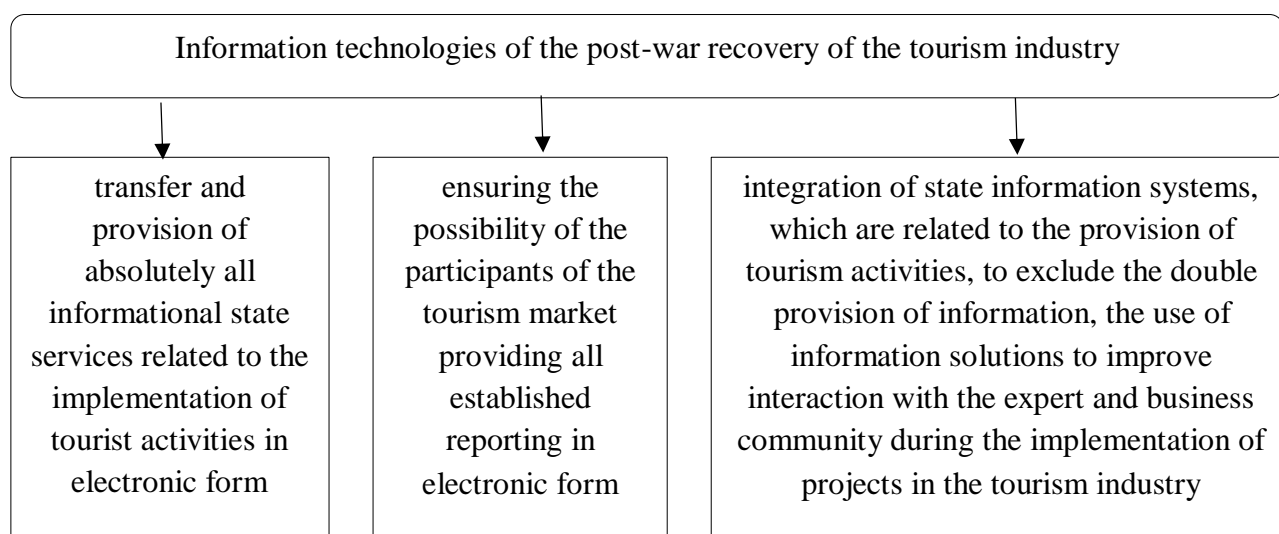 Information technologies of the post-war recovery of the tourism industry
transfer and
provision of
absolutely all
informational state
services related to the
implementation of
tourist activities in
electronic form
ensuring the
possibility of the
participants of the
tourism market
providing all
established
reporting in
electronic form
integration of state information systems,
which are related to the provision of
tourism activities, to exclude the double
provision of information, the use of
information solutions to improve
interaction with the expert and business
community during the implementation of
projects in the tourism industry